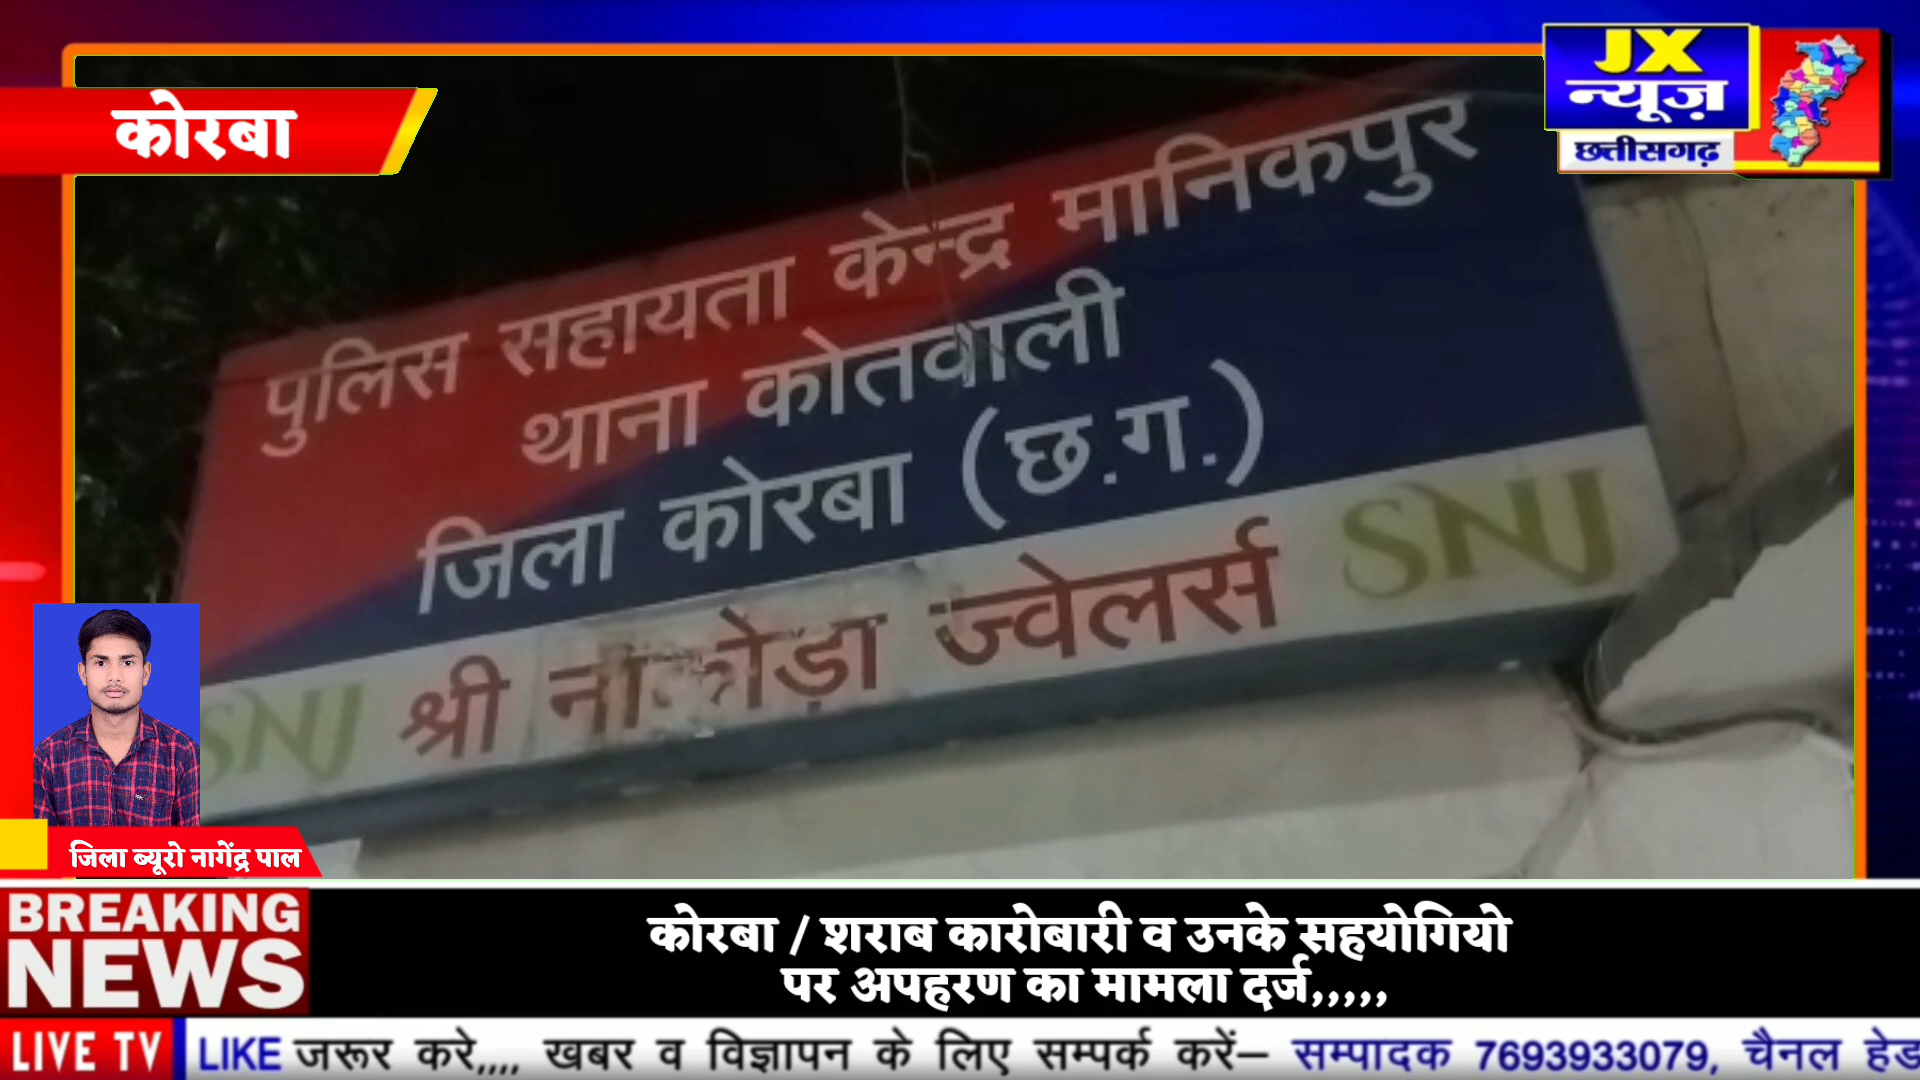 कोरबा
JX
न्यूज़
छत्तीसगढ़
पुलिस सहायता केन्द्र मानिकपुर
थाना कोतवाली
जिला कोरबा (छ.ग.)
SNJ श्री नाकोड़ा ज्वेलर्स SNJ
जिला ब्यूरो नागेंद्र पाल
BREAKING
NEWS
कोरबा / शराब कारोबारी व उनके सहयोगियो
पर अपहरण का मामला दर्ज,,,,,
LIVE TV LIKE जरूर करे,,,, खबर व विज्ञापन के लिए सम्पर्क करें– सम्पादक 7693933079, चैनल हेड